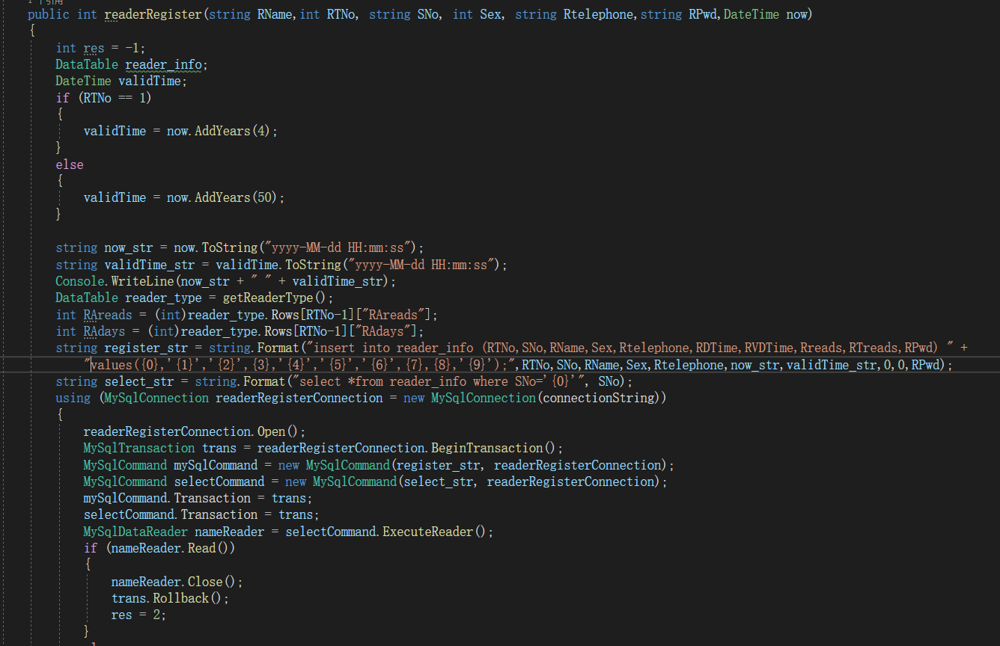 1 个引用
public int readerRegister(string RName,int RTNo, string SNo, int Sex, string Rtelephone,string RPwd,DateTime now)
{
int res = -1;
DataTable reader_info;
DateTime validTime;
if (RTNo == 1)
{
validTime = now.AddYears(4);
}
else
{
validTime = now.AddYears(50);
}
string now_str = now.ToString("yyyy-MM-dd HH:mm:ss");
string validTime_str = validTime.ToString("yyyy-MM-dd HH:mm:ss");
Console.WriteLine(now_str + " " + validTime_str);
DataTable reader_type = getReaderType();
int RAreads = (int)reader_type.Rows[RTNo-1]["RAreads"];
int RAdays = (int)reader_type.Rows[RTNo-1]["RAdays"];
string register_str = string.Format("insert into reader_info (RTNo,SNo,RName,Sex,Rtelephone,RDTime,RVDTime,Rreads,RTreads,RPwd) " +
"values({0},'{1}','{2}',{3},'{4}','{5}','{6}',{7},{8},'{9}');",RTNo,SNo,RName,Sex,Rtelephone,now_str,validTime_str,0,0,RPwd);
string select_str = string.Format("select *from reader_info where SNo='{0}'", SNo);
using (MySqlConnection readerRegisterConnection = new MySqlConnection(connectionString))
{
readerRegisterConnection.Open();
MySqlTransaction trans = readerRegisterConnection.BeginTransaction();
MySqlCommand mySqlCommand = new MySqlCommand(register_str, readerRegisterConnection);
MySqlCommand selectCommand = new MySqlCommand(select_str, readerRegisterConnection);
mySqlCommand.Transaction = trans;
selectCommand.Transaction = trans;
MySqlDataReader nameReader = selectCommand.ExecuteReader();
if (nameReader.Read())
{
nameReader.Close();
trans.Rollback();
res = 2;
}